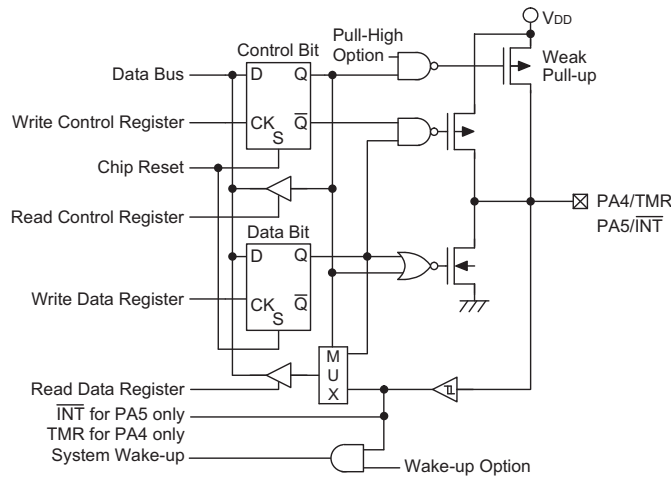 VDD
Pull-High
Option
Control Bit
Weak
Pull-up
Data Bus
D
Q
Write Control Register
CK
Q̅
S
Chip Reset
Read Control Register
PA4/TMR
PA5/I̅N̅T̅
Data Bit
D
Q
Write Data Register
CK
Q̅
S
M
U
X
Read Data Register
I̅N̅T̅ for PA5 only
TMR for PA4 only
System Wake-up
Wake-up Option